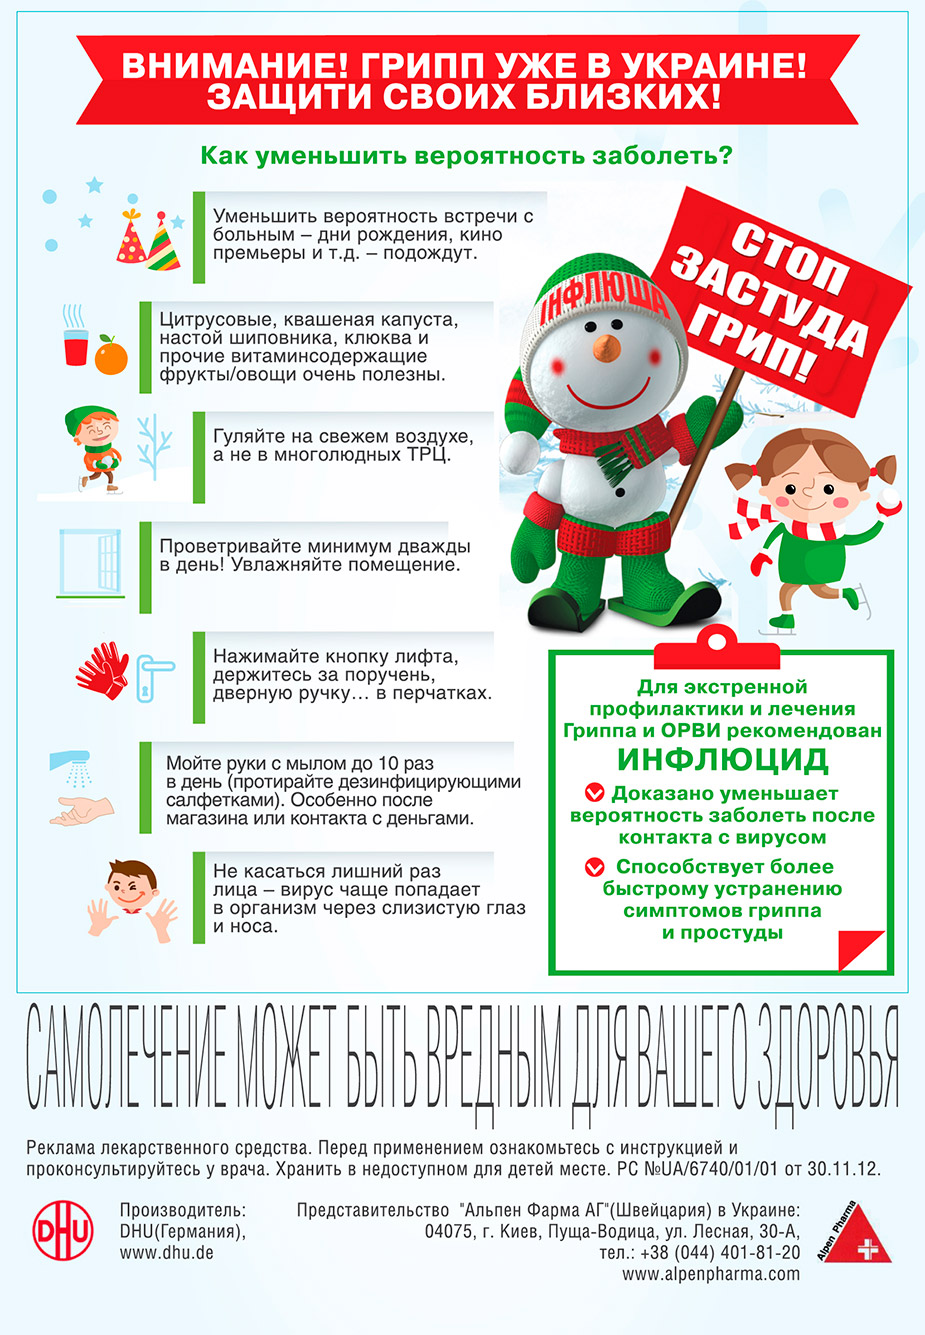 ВНИМАНИЕ! ГРИПП УЖЕ В УКРАИНЕ!
ЗАЩИТИ СВОИХ БЛИЗКИХ!
Как уменьшить вероятность заболеть?
Уменьшить вероятность встречи с
больным – дни рождения, кино
премьеры и т.д. – подождут.
Цитрусовые, квашеная капуста,
настой шиповника, клюква и
прочие витаминсодержащие
фрукты/овощи очень полезны.
Гуляйте на свежем воздухе,
а не в многолюдных ТРЦ.
Проветривайте минимум дважды
в день! Увлажняйте помещение.
Нажимайте кнопку лифта,
держитесь за поручень,
дверную ручку... в перчатках.
Мойте руки с мылом до 10 раз
в день (протирайте дезинфицирующими
салфетками). Особенно после
магазина или контакта с деньгами.
Не касаться лишний раз
лица – вирус чаще попадает
в организм через слизистую глаз
и носа.
ИНФЛЮША
СТОП
ЗАСТУДА
ГРИП!
Для экстренной
профилактики и лечения
Гриппа и ОРВИ рекомендован
ИНФЛЮЦИД
Доказано уменьшает
вероятность заболеть после
контакта с вирусом
Способствует более
быстрому устранению
симптомов гриппа
и простуды
САМОЛЕЧЕНИЕ МОЖЕТ БЫТЬ ВРЕДНЫМ ДЛЯ ВАШЕГО ЗДОРОВЬЯ
Реклама лекарственного средства. Перед применением ознакомьтесь с инструкцией и
проконсультируйтесь у врача. Хранить в недоступном для детей месте. РС №UA/6740/01/01 от 30.11.12.
DHU
Производитель:
DHU(Германия),
www.dhu.de
Представительство "Альпен Фарма АГ"(Швейцария) в Украине:
04075, г. Киев, Пуща-Водица, ул. Лесная, 30-А,
тел.: +38 (044) 401-81-20
www.alpenpharma.com
Alpen Pharma